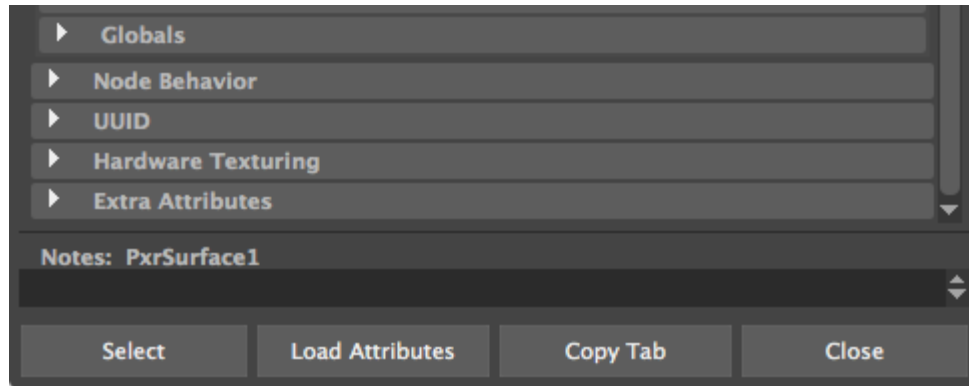 Globals
Node Behavior
UUID
Hardware Texturing
Extra Attributes
Notes: PxrSurface1
Select Load Attributes Copy Tab Close